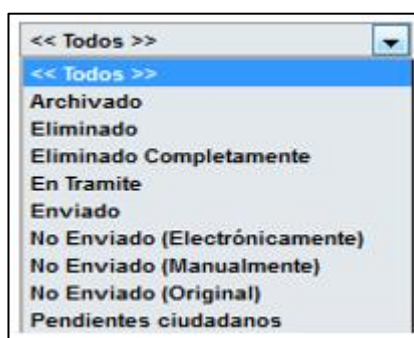 << Todos >>
<< Todos >>
Archivado
Eliminado
Eliminado Completamente
En Tramite
Enviado
No Enviado (Electrónicamente)
No Enviado (Manualmente)
No Enviado (Original)
Pendientes ciudadanos